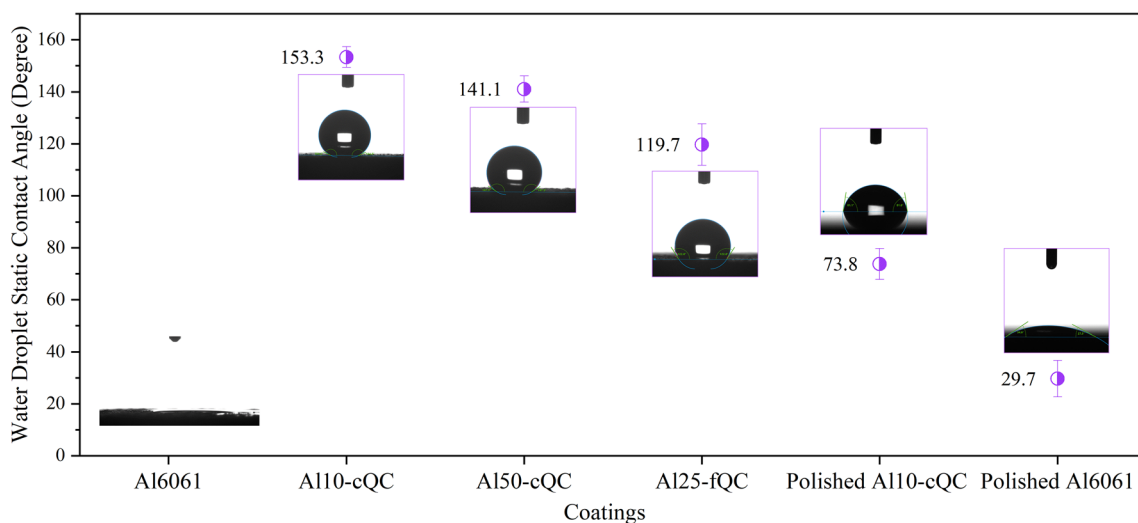 Water Droplet Static Contact Angle (Degree)
160
140
120
100
80
60
40
20
0
153.3
141.1
119.7
73.8
29.7
Al6061
Al10-cQC
Al50-cQC
Al25-fQC
Polished Al10-cQC
Polished Al6061
Coatings